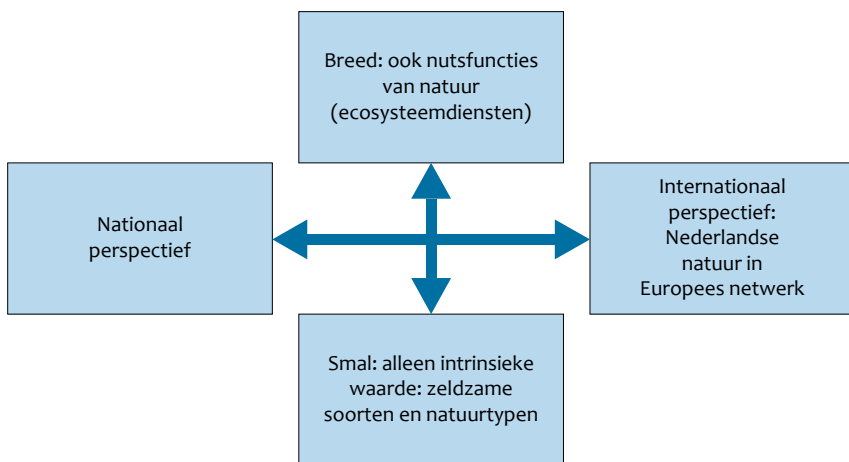 Breed: ook nutsfuncties
van natuur
(ecosysteemdiensten)
Nationaal
perspectief
Internationaal
perspectief:
Nederlandse
natuur in
Europees netwerk
Smal: alleen intrinsieke
waarde: zeldzame
soorten en natuurtypen